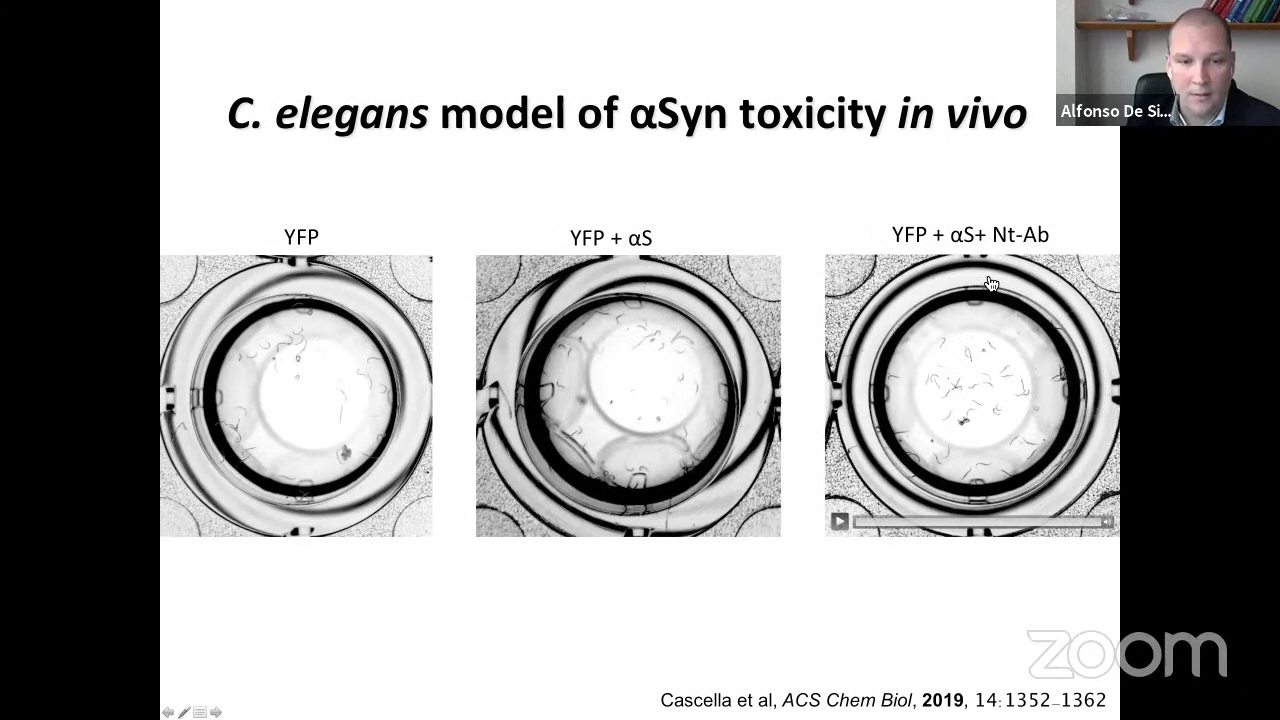 C. elegans model of αSyn toxicity in vivo
Alfonso De Si...
YFP
YFP + αS
YFP + αS+ Nt-Ab
zoom
Cascella et al, ACS Chem Biol, 2019, 14:1352–1362